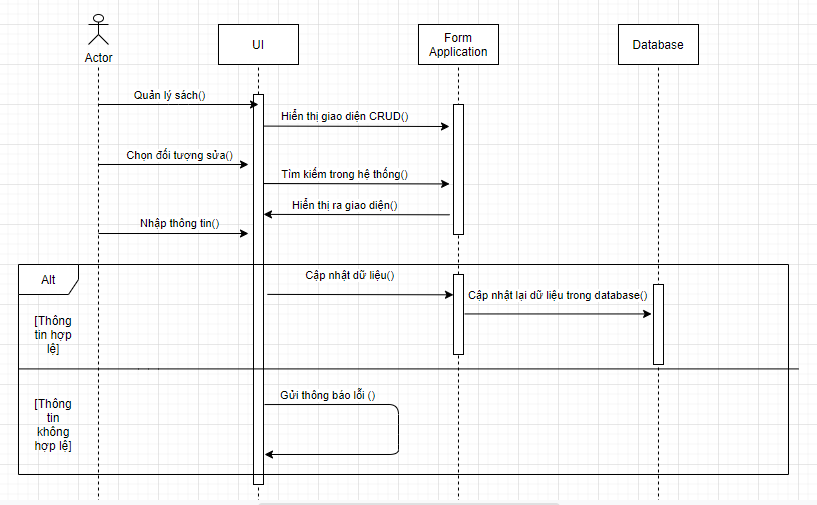 Actor
UI
Form
Application
Database
Quản lý sách()
Hiển thị giao diện CRUD()
Chọn đối tượng sửa()
Tìm kiếm trong hệ thống()
Hiển thị ra giao diện()
Nhập thông tin()
Alt
Cập nhật dữ liệu()
Cập nhật lại dữ liệu trong database()
[Thông
tin hợp
lệ]
Gửi thông báo lỗi ()
[Thông
tin
không
hợp lệ]